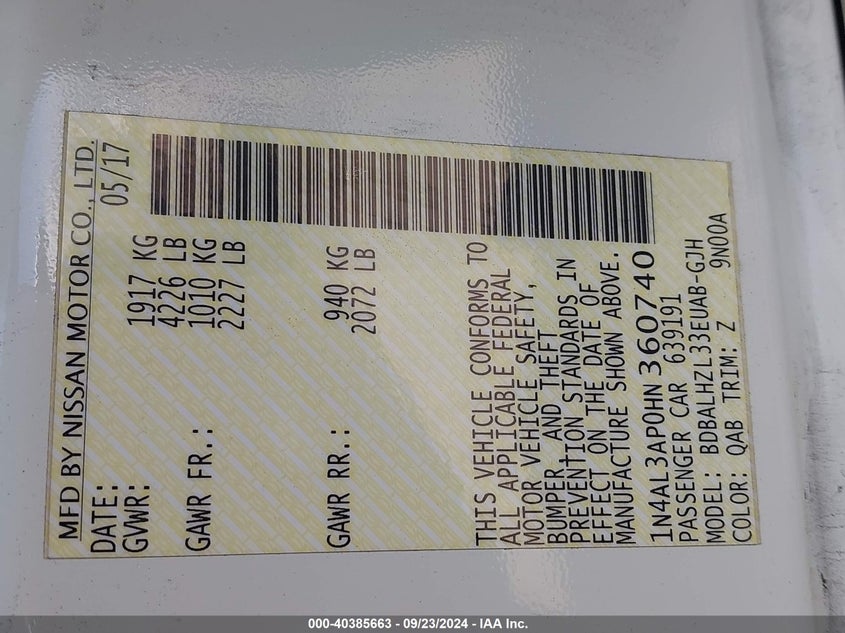 MFD BY NISSAN MOTOR CO., LTD.
DATE: 05/17
GVWR: 1917 KG
4226 LB
GAWR FR.: 1010 KG
2227 LB
GAWR RR.: 940 KG
2072 LB
THIS VEHICLE CONFORMS TO
ALL APPLICABLE FEDERAL
MOTOR VEHICLE SAFETY,
BUMPER, AND THEFT
PREVENTION STANDARDS IN
EFFECT ON THE DATE OF
MANUFACTURE SHOWN ABOVE.
1N4AL3AP0HN360740
PASSENGER CAR 639191
MODEL: BDBALHZL33EUAB-GJH
COLOR: QAB TRIM: Z 9N00A
000-40385663 - 09/23/2024 - IAA Inc.